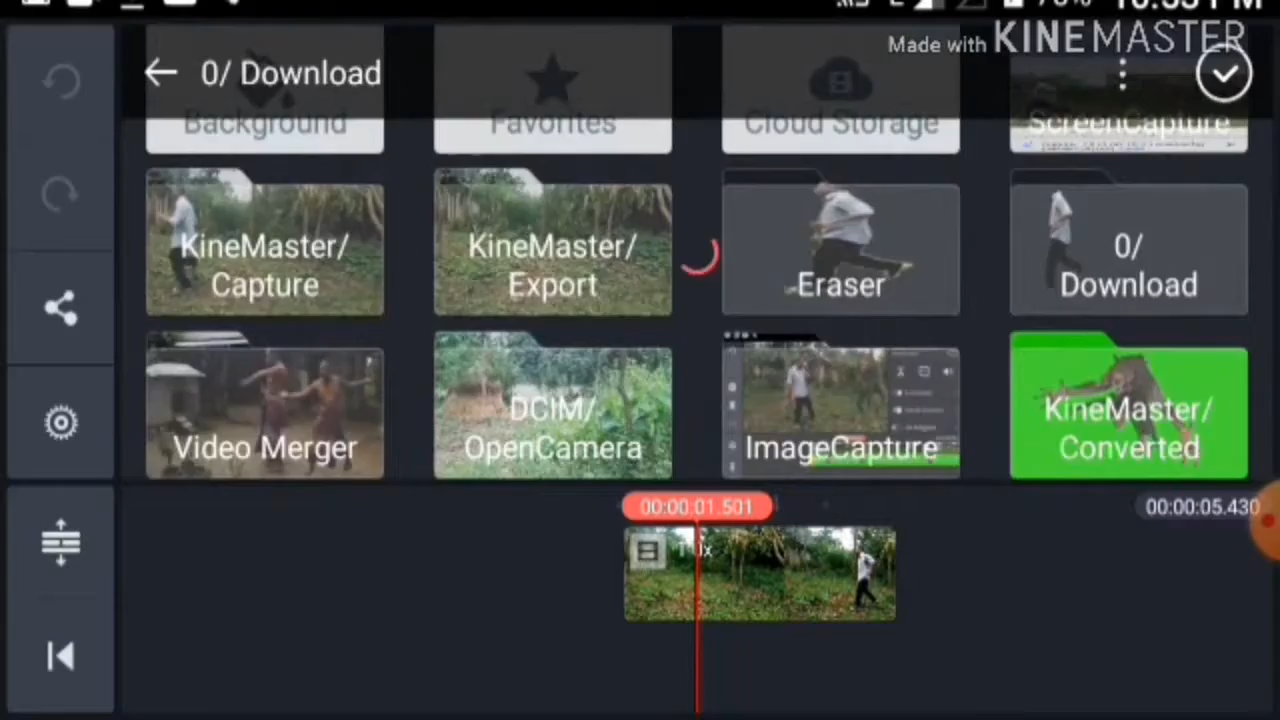 Made with KINEMASTER
0/ Download
Background
Favorites
Cloud Storage
ScreenCapture
KineMaster/
Capture
KineMaster/
Export
Eraser
0/
Download
Video Merger
DCIM/
OpenCamera
ImageCapture
KineMaster/
Converted
00:00:01.501
00:00:05.430